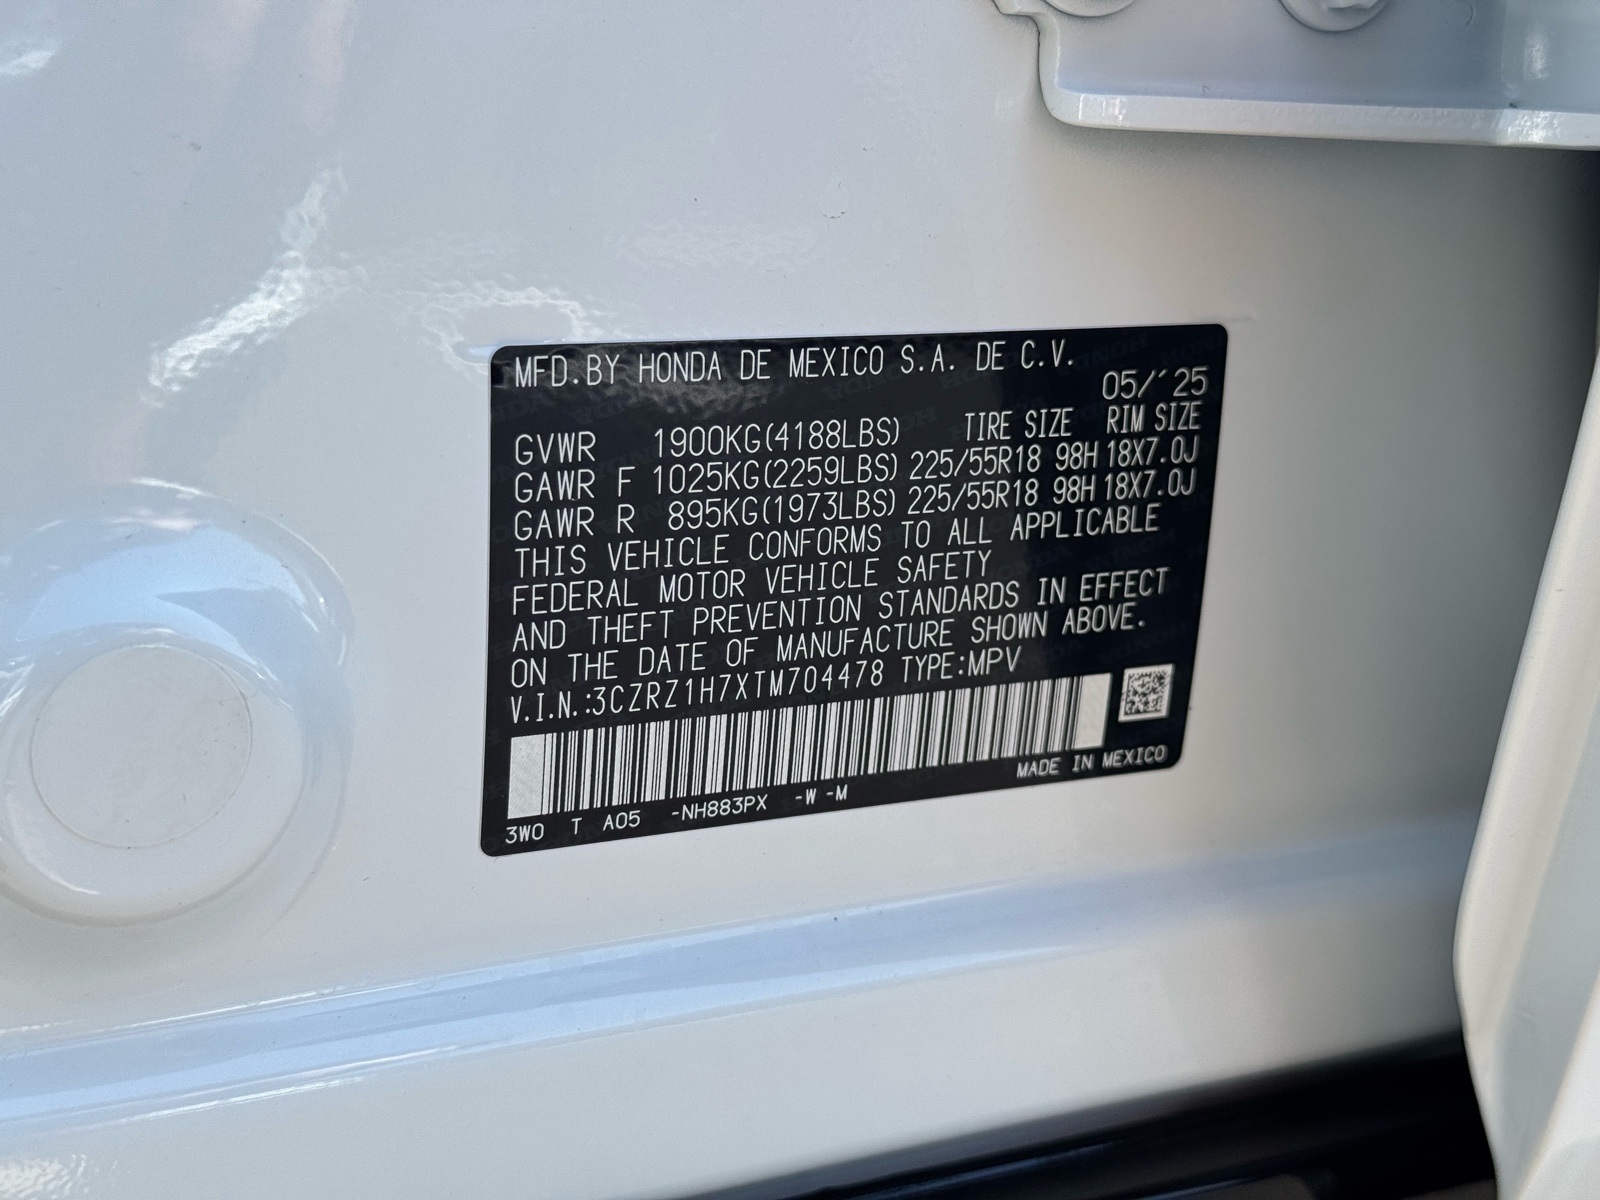 MFD.BY HONDA DE MEXICO S.A. DE C.V.
05/´25
GVWR 1900KG(4188LBS) TIRE SIZE RIM SIZE
GAWR F 1025KG(2259LBS) 225/55R18 98H 18X7.0J
GAWR R 895KG(1973LBS) 225/55R18 98H 18X7.0J
THIS VEHICLE CONFORMS TO ALL APPLICABLE
FEDERAL MOTOR VEHICLE SAFETY
AND THEFT PREVENTION STANDARDS IN EFFECT
ON THE DATE OF MANUFACTURE SHOWN ABOVE.
V.I.N.:3CZRZ1H7XTM704478 TYPE:MPV
MADE IN MEXICO
3W0 T A05 -NH883PX -W -M